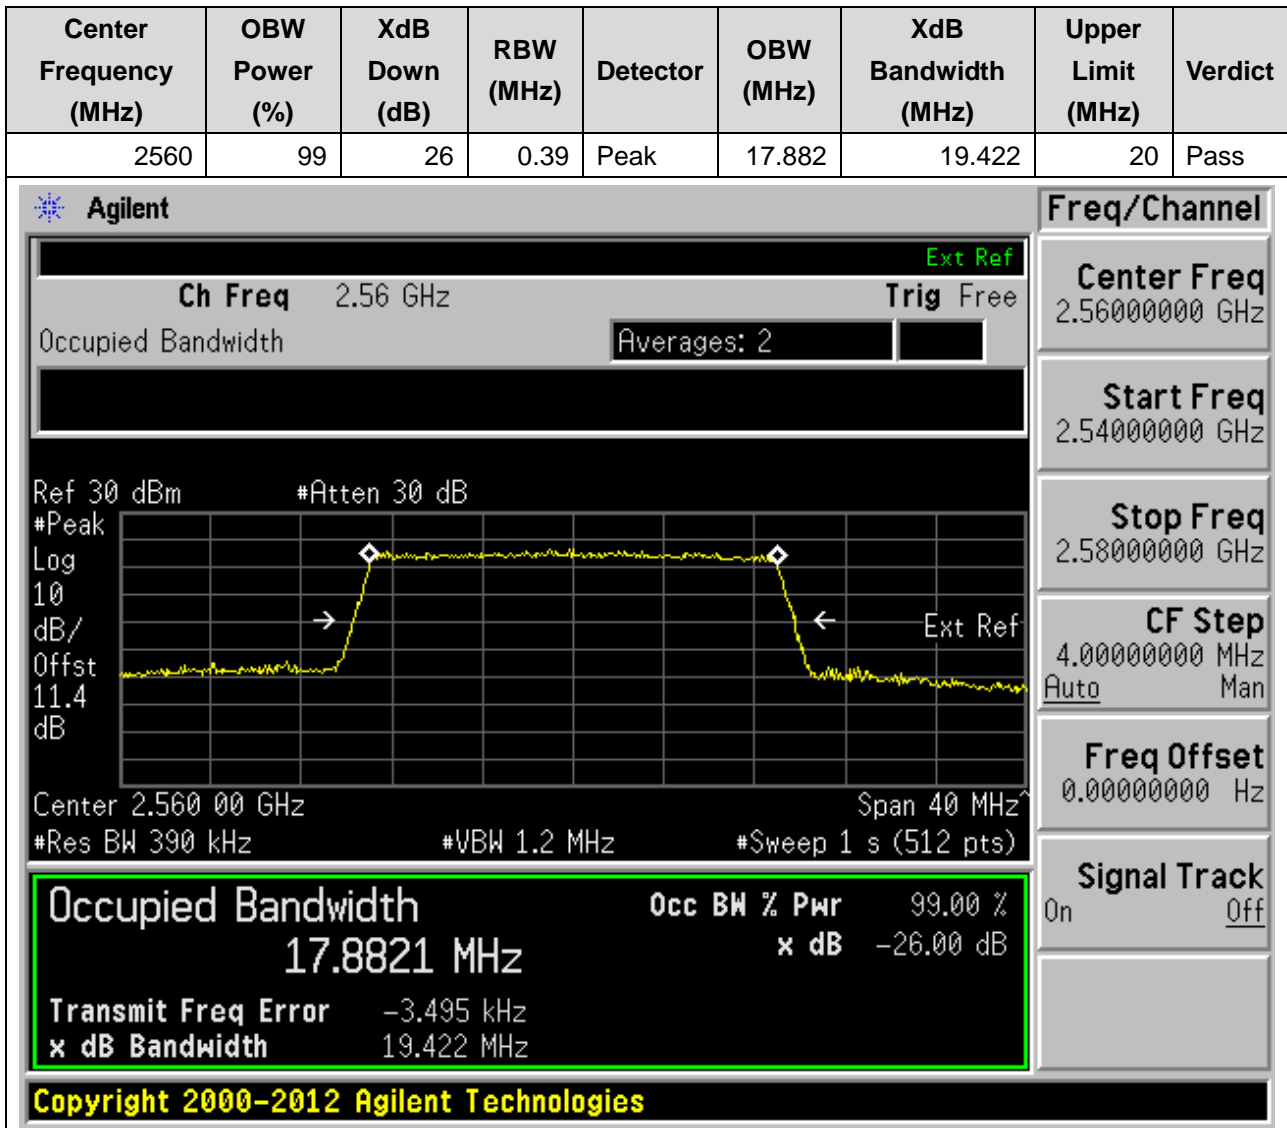 Center Frequency (MHz) OBW Power (%) XdB Down (dB) RBW (MHz) Detector OBW (MHz) XdB Bandwidth (MHz) Upper Limit (MHz) Verdict
2560 99 26 0.39 Peak 17.882 19.422 20 Pass
Agilent
Freq/Channel
Ext Ref
Ch Freq 2.56 GHz Trig Free
Occupied Bandwidth Averages: 2
Center Freq
2.56000000 GHz
Start Freq
2.54000000 GHz
Stop Freq
2.58000000 GHz
CF Step
4.00000000 MHz
Auto Man
Freq Offset
0.00000000 Hz
Signal Track
On Off
Ref 30 dBm #Atten 30 dB
#Peak
Log
10
dB/
Offst
11.4
dB
Ext Ref
Center 2.560 00 GHz Span 40 MHz^
#Res BW 390 kHz #VBW 1.2 MHz #Sweep 1 s (512 pts)
Occupied Bandwidth Occ BW % Pwr 99.00 %
17.8821 MHz x dB -26.00 dB
Transmit Freq Error -3.495 kHz
x dB Bandwidth 19.422 MHz
Copyright 2000-2012 Agilent Technologies